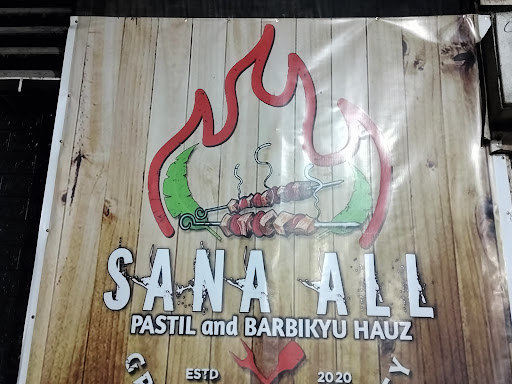 SANA ALL
PASTIL and BARBIKYU HAUZ
ESTD 2020